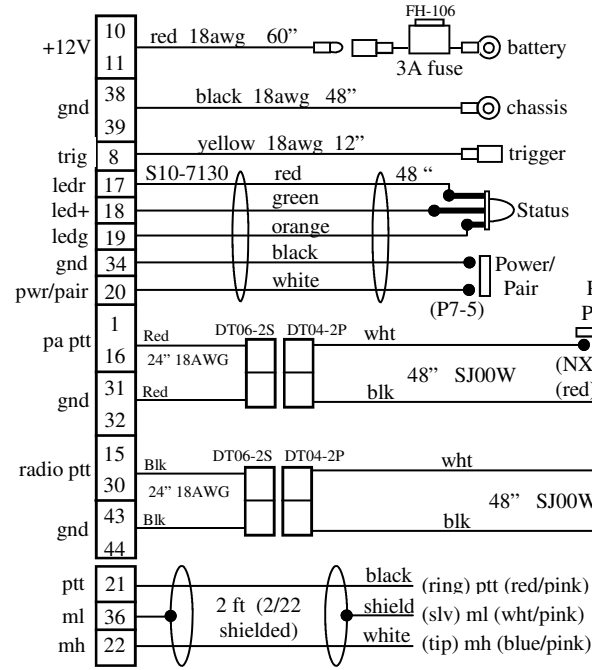 FH-106
10
+12V
red 18awg 60”
battery
11
3A fuse
38
black 18awg 48”
gnd
chassis
39
yellow 18awg 12”
trig
8
trigger
ledr
17
S10-7130
red
48 “
led+
18
green
Status
ledg
19
orange
gnd
34
black
Power/
Pair
pwr/pair
20
white
(P7-5)
1
DT06-2S
DT04-2P
wht
P
pa ptt
Red
16
24” 18AWG
(NX
48” SJ00W
(red)
31
Red
blk
gnd
32
15
DT06-2S
DT04-2P
wht
radio ptt
Blk
30
24” 18AWG
48” SJ00W
43
Blk
blk
gnd
44
ptt
21
black
(ring) ptt (red/pink)
ml
36
2 ft (2/22
shielded)
shield
(slv) ml (wht/pink)
mh
22
white
(tip) mh (blue/pink)